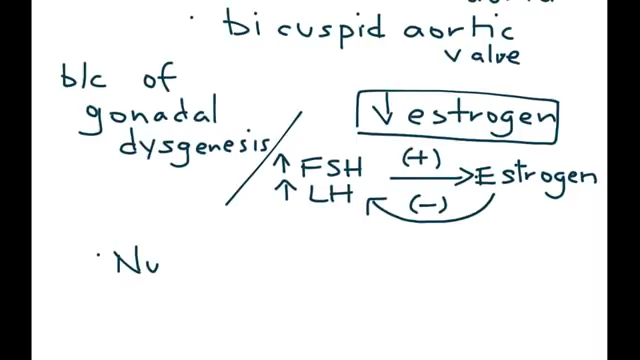 · bicuspid aortic
valve
b/c of
gonadal
dysgenesis
↓ estrogen
↑ FSH (+) Estrogen
↑ LH (-)
· Nu